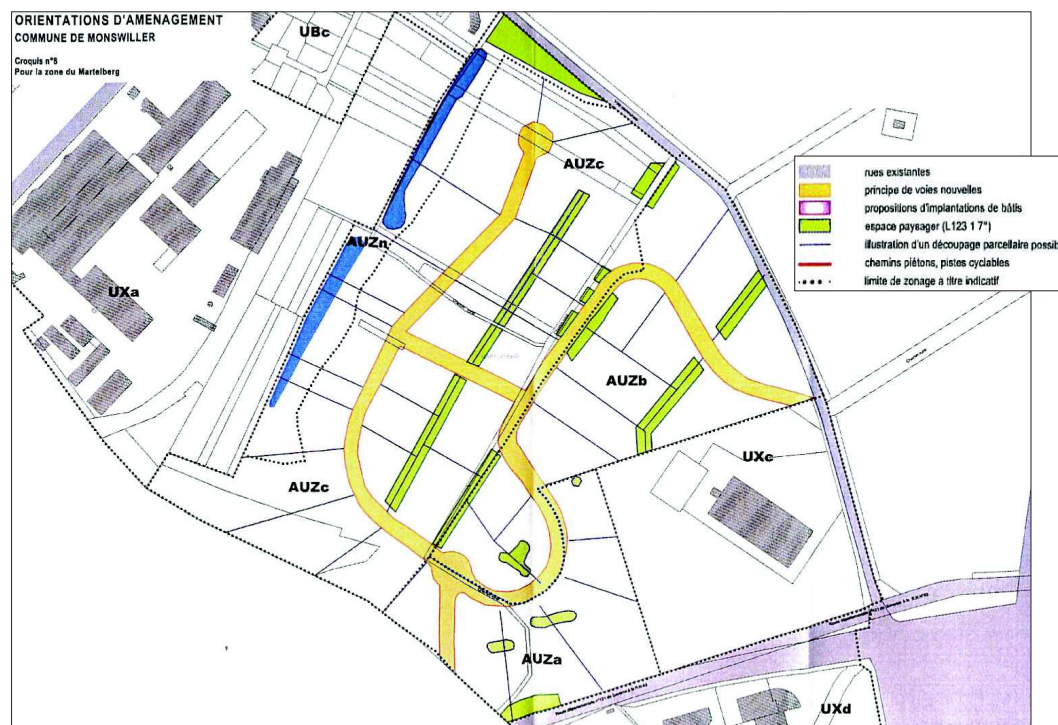 ORIENTATIONS D'AMENAGEMENT
COMMUNE DE MONSWILLER
Croquis n°8
Pour la zone du Martelberg
UBc
AUZc
AUZn
UXa
AUZb
UXc
AUZc
AUZa
UXd
rues existantes
principe de voies nouvelles
propositions d'implantations de bâtis
espace paysager (L123 1 7°)
illustration d'un découpage parcellaire possib
chemins piétons, pistes cyclables
limite de zonage à titre indicatif